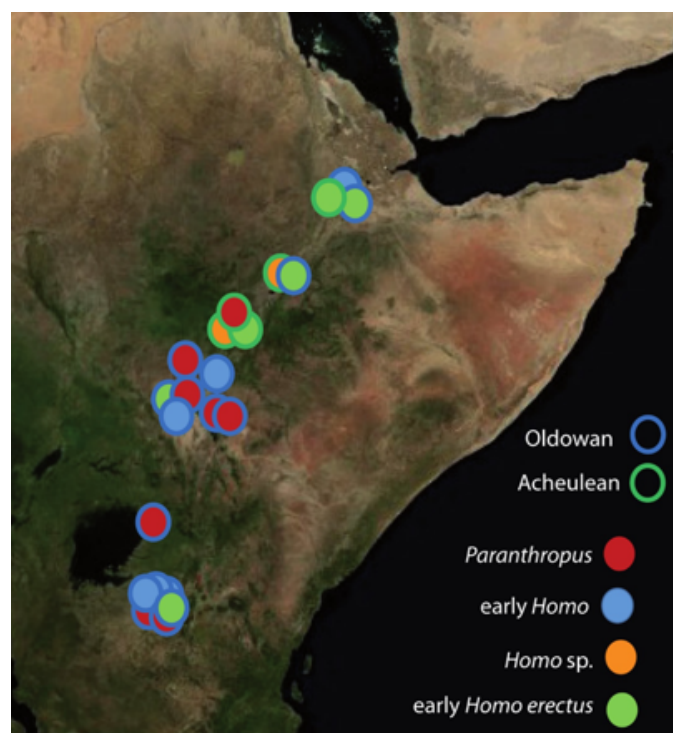 Oldowan
Acheulean
Paranthropus
early Homo
Homo sp.
early Homo erectus